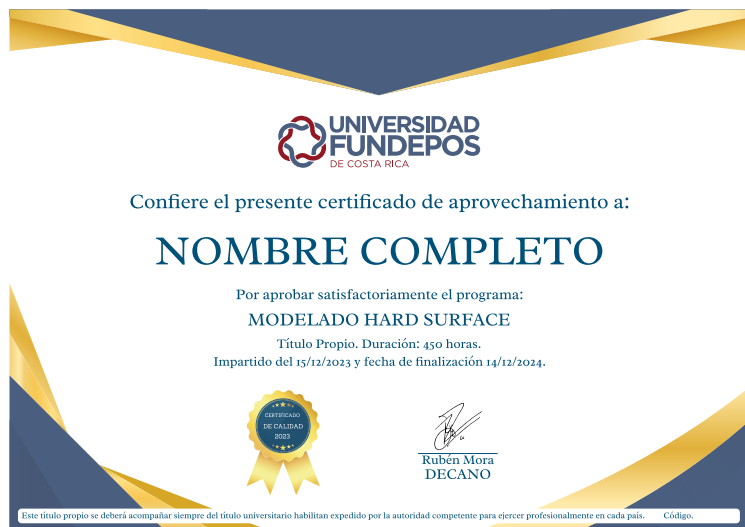 UNIVERSIDAD
FUNDEPOS
DE COSTA RICA
Confiere el presente certificado de aprovechamiento a:
NOMBRE COMPLETO
Por aprobar satisfactoriamente el programa:
MODELADO HARD SURFACE
Título Propio. Duración: 450 horas.
Impartido del 15/12/2023 y fecha de finalización 14/12/2024.
CERTIFICADO
DE CALIDAD
2023
Rubén Mora
DECANO
Este título propio se deberá acompañar siempre del título universitario habilitan expedido por la autoridad competente para ejercer profesionalmente en cada país. Código.